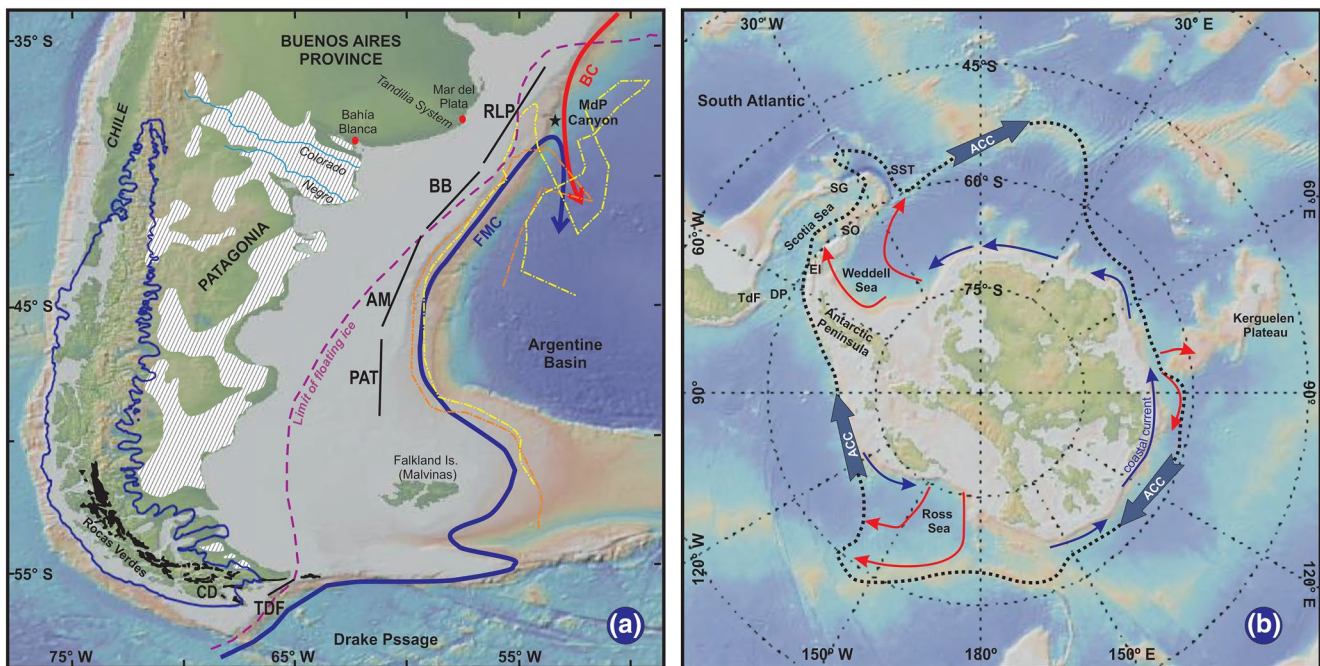 35° S
45° S
55° S
75° W
65° W
55° W
BUENOS AIRES
PROVINCE
CHILE
Tandilia System
Mar del
Plata
Bahía
Blanca
Colorado
Negro
PATAGONIA
RLP
BC
MdP
Canyon
BB
FMC
AM
PAT
Limit of floating ice
Argentine
Basin
Falkland Is.
(Malvinas)
Rocas Verdes
CD
TDF
Drake Pssage
(a)
30° W
30° E
45° S
South Atlantic
ACC
SST
60° S
SG
Scotia Sea
SO
60° W
60° E
EI
Weddell
Sea
75° S
TdF
DP
Antarctic
Peninsula
Kerguelen
Plateau
90°
90°
ACC
coastal current
ACC
Ross
Sea
120° W
120° E
150° W
180°
150° E
(b)